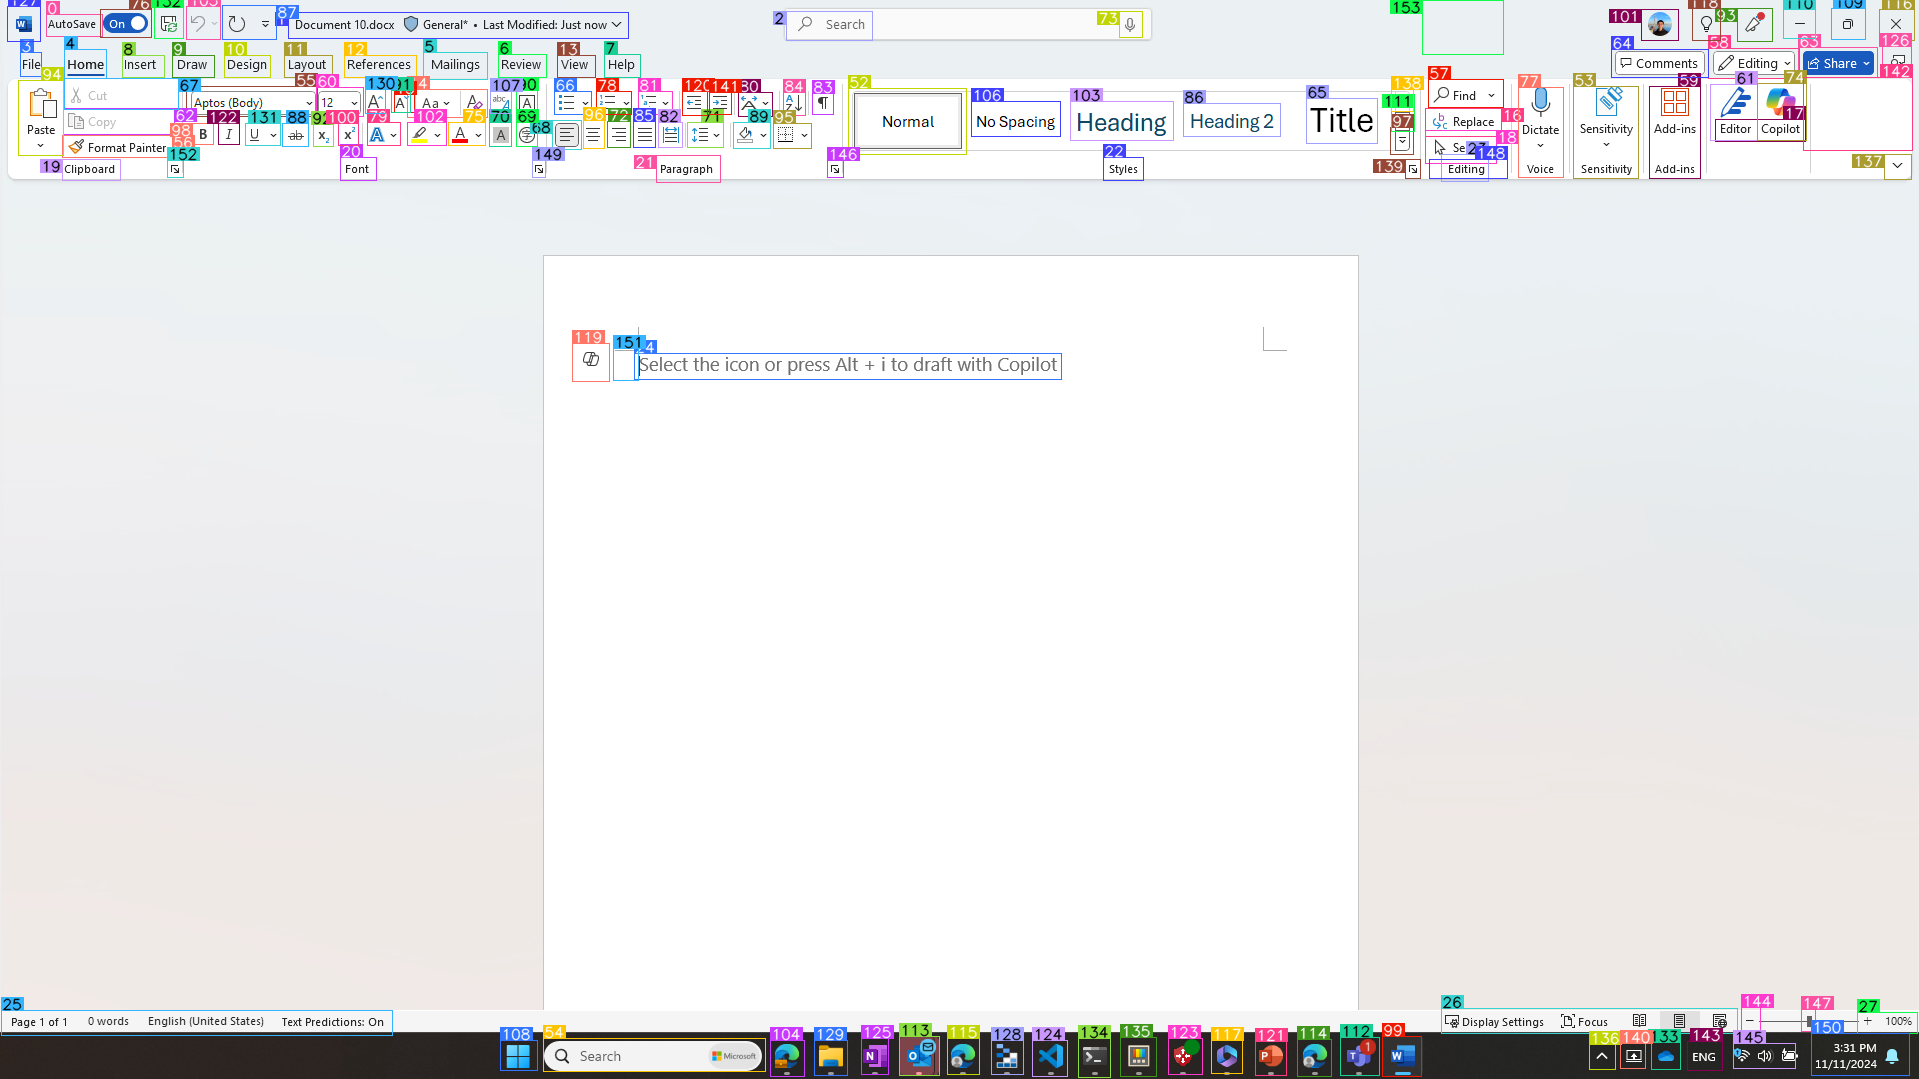 AutoSave On Document 10.docx General* • Last Modified: Just now Search
File Home Insert Draw Design Layout References Mailings Review View Help Comments Editing Share
Paste Cut Copy Format Painter Clipboard
Aptos (Body) 12 Aa Font
Paragraph
Normal No Spacing Heading Heading 2 Title Styles
Find Replace Editing
Dictate Voice
Sensitivity Sensitivity
Add-ins Add-ins
Editor Copilot
Select the icon or press Alt + i to draft with Copilot
Page 1 of 1 0 words English (United States) Text Predictions: On Display Settings Focus 100%
Search Microsoft ENG 3:31 PM
11/11/2024